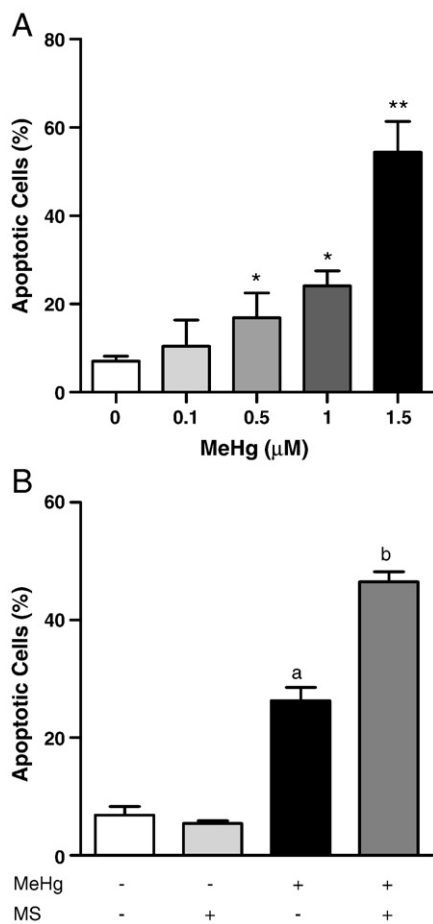 A
80
60
40
20
0
Apoptotic Cells (%)
*
*
**
0 0.1 0.5 1 1.5
MeHg (μM)
B
60
40
20
0
Apoptotic Cells (%)
a
b
MeHg - - + +
MS - + - +